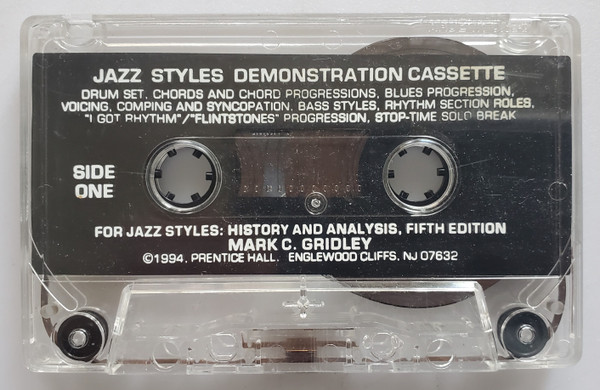 JAZZ STYLES DEMONSTRATION CASSETTE
DRUM SET, CHORDS AND CHORD PROGRESSIONS, BLUES PROGRESSION,
VOICING, COMPING AND SYNCOPATION. BASS STYLES, RHYTHM SECTION ROLES,
"I GOT RHYTHM"/"FLINTSTONES" PROGRESSION, STOP-TIME SOLO BREAK
SIDE
ONE
FOR JAZZ STYLES: HISTORY AND ANALYSIS, FIFTH EDITION
MARK C. GRIDLEY
©1994, PRENTICE HALL. ENGLEWOOD CLIFFS, NJ 07632